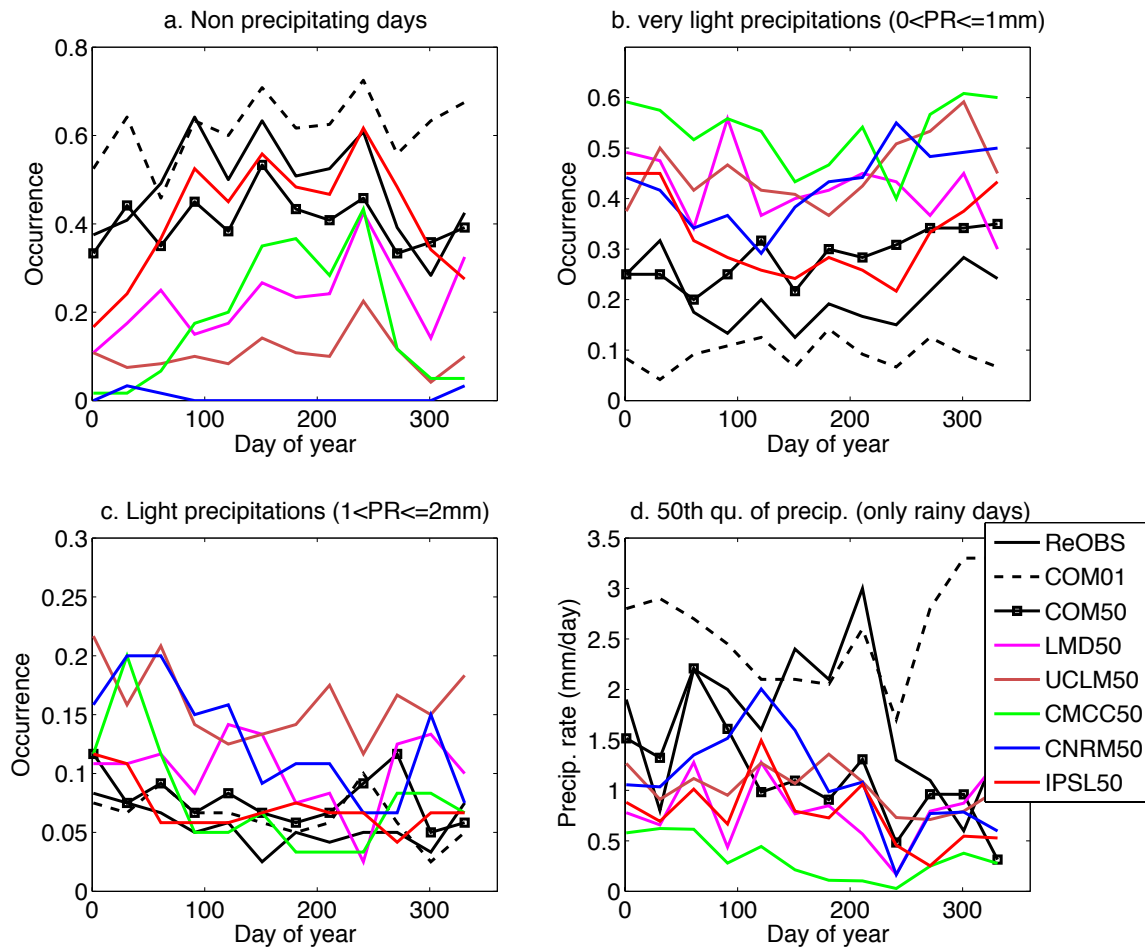 a. Non precipitating days
0.8
0.6
0.4
0.2
0
Occurrence
0 100 200 300
Day of year
b. very light precipitations (0<PR<=1mm)
0.6
0.5
0.4
0.3
0.2
0.1
0
Occurrence
0 100 200 300
Day of year
c. Light precipitations (1<PR<=2mm)
0.3
0.25
0.2
0.15
0.1
0.05
0
Occurrence
0 100 200 300
Day of year
d. 50th qu. of precip. (only rainy days)
3.5
3
2.5
2
1.5
1
0.5
0
Precip. rate (mm/day)
0 100 200 300
Day of year
ReOBS
COM01
COM50
LMD50
UCLM50
CMCC50
CNRM50
IPSL50